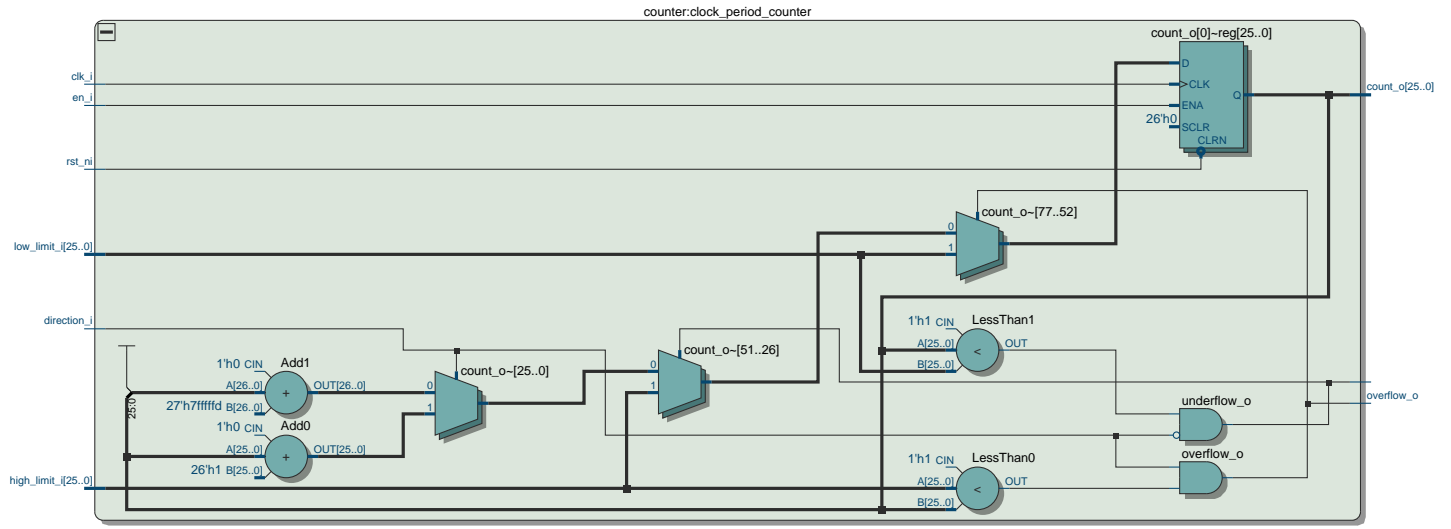 counter:clock_period_counter
count_o[0]~reg[25..0]
D
clk_i
CLK
count_o[25..0]
Q
en_i
ENA
26'h0
SCLR
CLRN
rst_ni
count_o~[77..52]
0
low_limit_i[25..0]
1
direction_i
1'h1 CIN
LessThan1
A[25..0]
<
OUT
B[25..0]
count_o~[51..26]
0
1
1'h0 CIN
Add1
count_o~[25..0]
A[26..0]
+
OUT[26..0]
0
27'h7fffffd B[26..0]
25:0
1
overflow_o
underflow_o
1'h0 CIN
Add0
A[25..0]
+
OUT[25..0]
26'h1 B[25..0]
overflow_o
1'h1 CIN
LessThan0
high_limit_i[25..0]
A[25..0]
<
OUT
B[25..0]